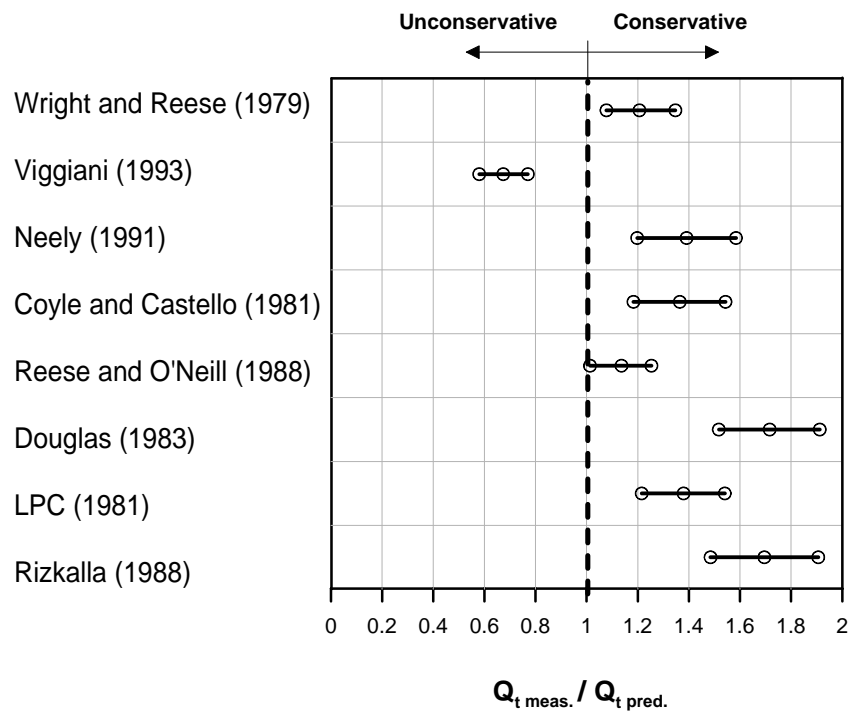 Unconservative Conservative
Wright and Reese (1979)
Viggiani (1993)
Neely (1991)
Coyle and Castello (1981)
Reese and O'Neill (1988)
Douglas (1983)
LPC (1981)
Rizkalla (1988)
0 0.2 0.4 0.6 0.8 1 1.2 1.4 1.6 1.8 2
Qt meas. / Qt pred.